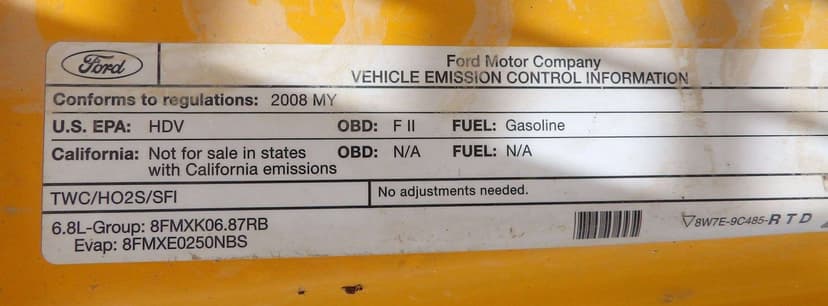 Ford
Ford Motor Company
VEHICLE EMISSION CONTROL INFORMATION
Conforms to regulations: 2008 MY
U.S. EPA: HDV OBD: F II FUEL: Gasoline
California: Not for sale in states OBD: N/A FUEL: N/A
with California emissions
TWC/HO2S/SFI No adjustments needed.
6.8L-Group: 8FMXK06.87RB
Evap: 8FMXE0250NBS
▽8W7E-9C485-RTD